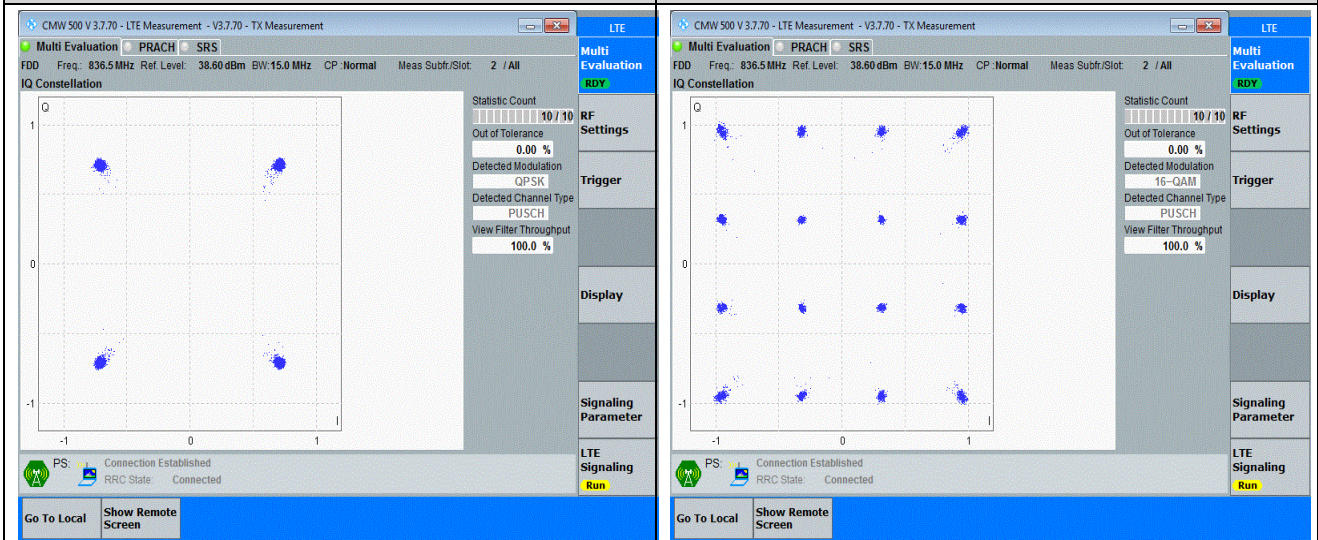 CMW 500 V 3.7.70 - LTE Measurement - V3.7.70 - TX Measurement
LTE
Multi Evaluation PRACH SRS
Multi
Evaluation
RDY
FDD Freq.: 836.5 MHz Ref. Level: 38.60 dBm BW: 15.0 MHz CP : Normal Meas Subfr./Slot: 2 / All
IQ Constellation
Q
1
0
-1
-1 0 1
I
Statistic Count
10 / 10
Out of Tolerance
0.00 %
Detected Modulation
QPSK
Detected Channel Type
PUSCH
View Filter Throughput
100.0 %
RF
Settings
Trigger
Display
Signaling
Parameter
LTE
Signaling
Run
PS: Connection Established
RRC State: Connected
Go To Local
Show Remote
Screen
CMW 500 V 3.7.70 - LTE Measurement - V3.7.70 - TX Measurement
LTE
Multi Evaluation PRACH SRS
Multi
Evaluation
RDY
FDD Freq.: 836.5 MHz Ref. Level: 38.60 dBm BW: 15.0 MHz CP : Normal Meas Subfr./Slot: 2 / All
IQ Constellation
Q
1
0
-1
-1 0 1
I
Statistic Count
10 / 10
Out of Tolerance
0.00 %
Detected Modulation
16-QAM
Detected Channel Type
PUSCH
View Filter Throughput
100.0 %
RF
Settings
Trigger
Display
Signaling
Parameter
LTE
Signaling
Run
PS: Connection Established
RRC State: Connected
Go To Local
Show Remote
Screen